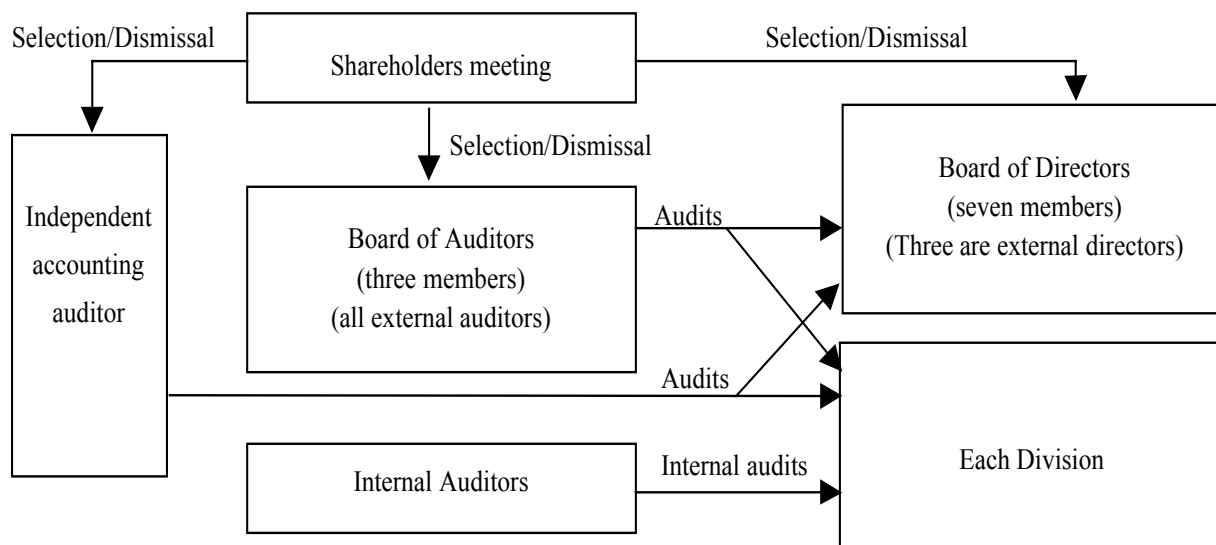 Selection/Dismissal
Shareholders meeting
Selection/Dismissal
Selection/Dismissal
Independent
accounting
auditor
Board of Auditors
(three members)
(all external auditors)
Audits
Board of Directors
(seven members)
(Three are external directors)
Audits
Internal Auditors
Internal audits
Each Division